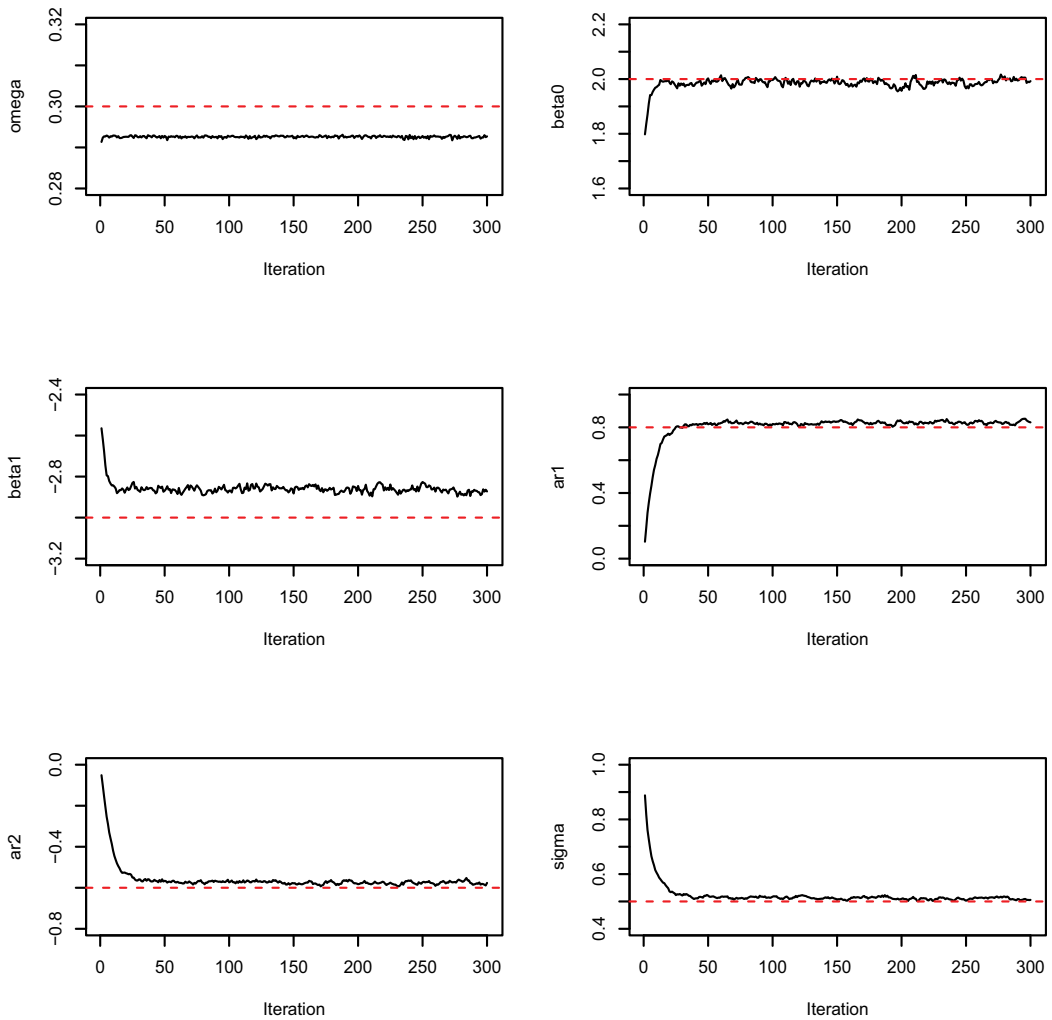 omega
0.28 0.30 0.32
0 50 100 150 200 250 300
Iteration
beta0
1.6 1.8 2.0 2.2
0 50 100 150 200 250 300
Iteration
beta1
−3.2 −2.8 −2.4
0 50 100 150 200 250 300
Iteration
ar1
0.0 0.4 0.8
0 50 100 150 200 250 300
Iteration
ar2
−0.8 −0.4 0.0
0 50 100 150 200 250 300
Iteration
sigma
0.4 0.6 0.8 1.0
0 50 100 150 200 250 300
Iteration